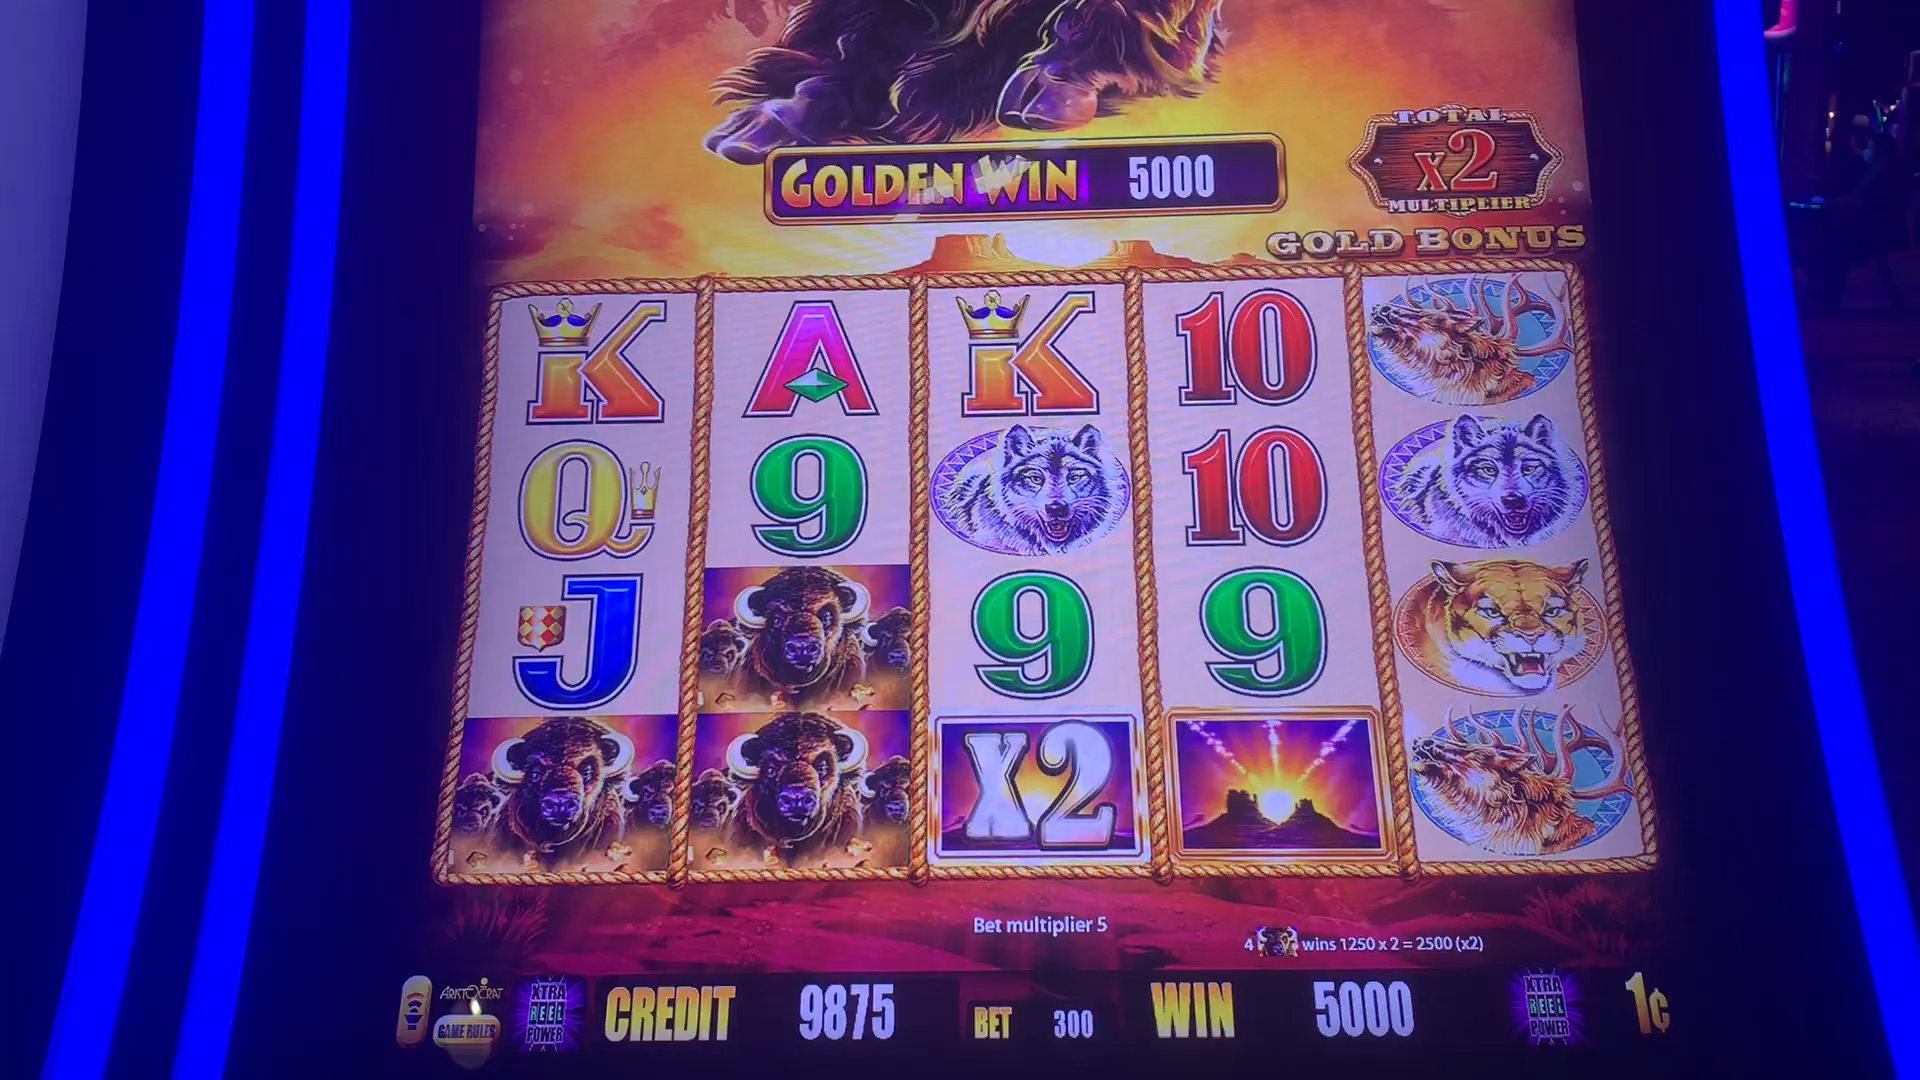 TOTAL
x2
MULTIPLIER
GOLDEN WIN 5000
GOLD BONUS
K A K 10
Q 9 10
J 9 9
X2
Bet multiplier 5
4 wins 1250 x 2 = 2500 (x2)
ARISTOCRAT
GAME RULES
XTRA
REEL
POWER
CREDIT 9875 BET 300 WIN 5000
XTRA
REEL
POWER
1¢